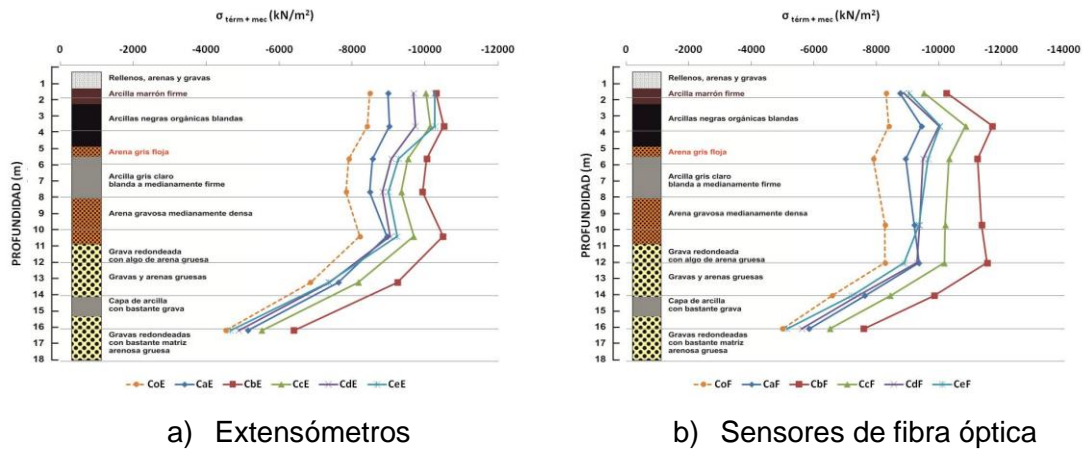 σ térm + mec (kN/m²)
0 -2000 -4000 -6000 -8000 -10000 -12000
PROFUNDIDAD (m)
1
2
3
4
5
6
7
8
9
10
11
12
13
14
15
16
17
18
Rellenos, arenas y gravas
Arcilla marrón firme
Arcillas negras orgánicas blandas
Arena gris floja
Arcilla gris claro
blanda a medianamente firme
Arena gravosa medianamente densa
Grava redondeada
con algo de arena gruesa
Gravas y arenas gruesas
Capa de arcilla
con bastante grava
Gravas redondeadas
con bastante matriz
arenosa gruesa
CoE CaE CbE CcE CdE CeE
a) Extensómetros
σ térm + mec (kN/m²)
0 -2000 -4000 -6000 -8000 -10000 -12000 -14000
PROFUNDIDAD (m)
1
2
3
4
5
6
7
8
9
10
11
12
13
14
15
16
17
18
Rellenos, arenas y gravas
Arcilla marrón firme
Arcillas negras orgánicas blandas
Arena gris floja
Arcilla gris claro
blanda a medianamente firme
Arena gravosa medianamente densa
Grava redondeada
con algo de arena gruesa
Gravas y arenas gruesas
Capa de arcilla
con bastante grava
Gravas redondeadas
con bastante matriz
arenosa gruesa
CoF CaF CbF CcF CdF CeF
b) Sensores de fibra óptica